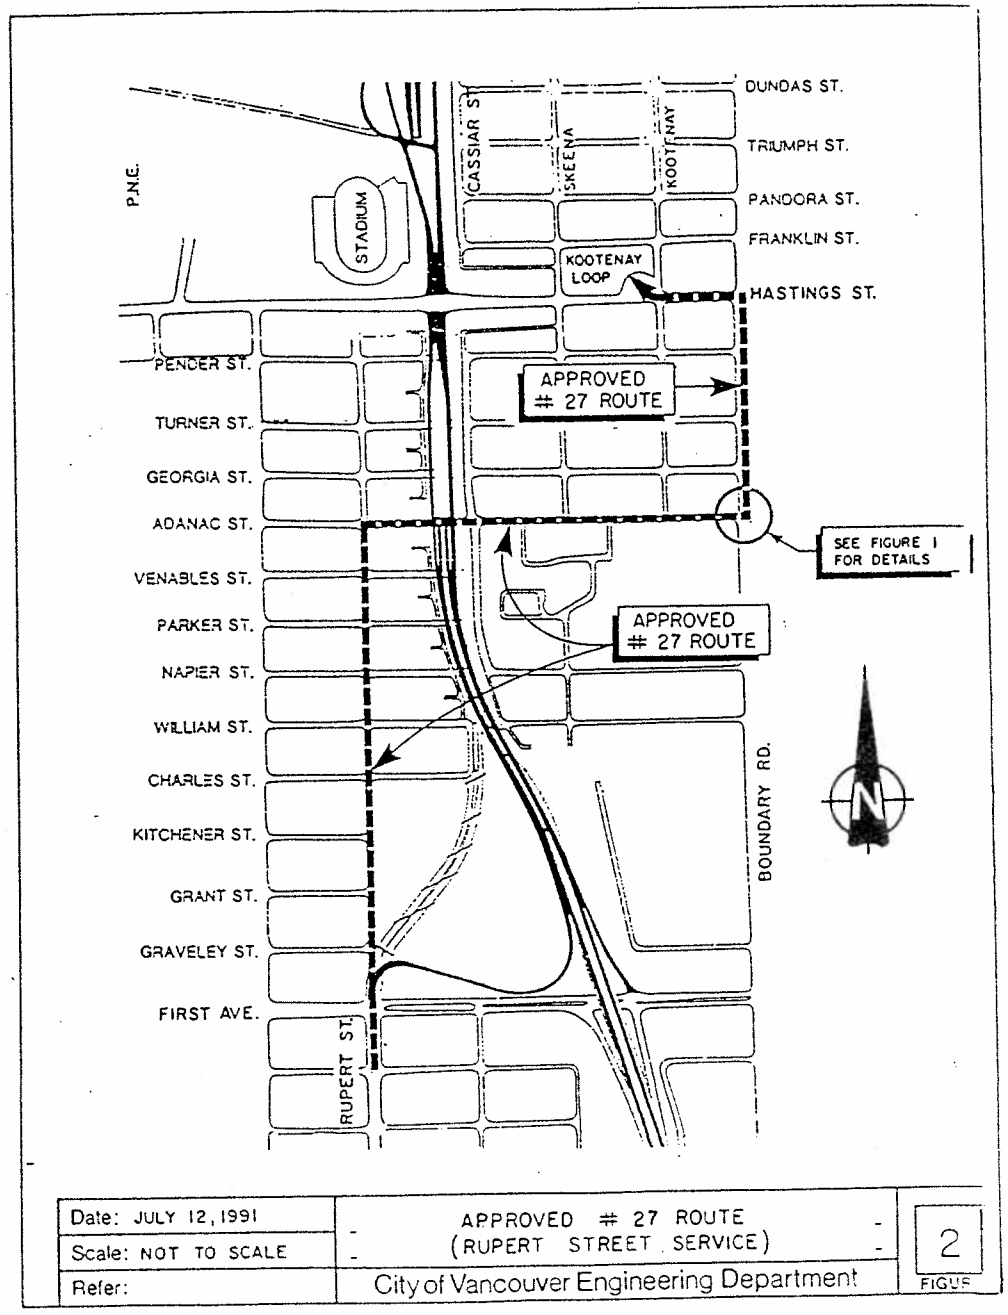 DUNDAS ST.
CASSIAR ST
SKEENA
KOOTENAY
TRIUMPH ST.
P.N.E.
STADIUM
PANDORA ST.
FRANKLIN ST.
KOOTENAY
LOOP
HASTINGS ST.
PENDER ST.
APPROVED
# 27 ROUTE
TURNER ST.
GEORGIA ST.
ADANAC ST.
SEE FIGURE 1
FOR DETAILS
VENABLES ST.
APPROVED
# 27 ROUTE
PARKER ST.
NAPIER ST.
WILLIAM ST.
CHARLES ST.
BOUNDARY RD.
N
KITCHENER ST.
GRANT ST.
GRAVELEY ST.
FIRST AVE.
RUPERT ST.
Date: JULY 12, 1991
Scale: NOT TO SCALE
Refer:
APPROVED # 27 ROUTE
(RUPERT STREET SERVICE)
City of Vancouver Engineering Department
2
FIGUR